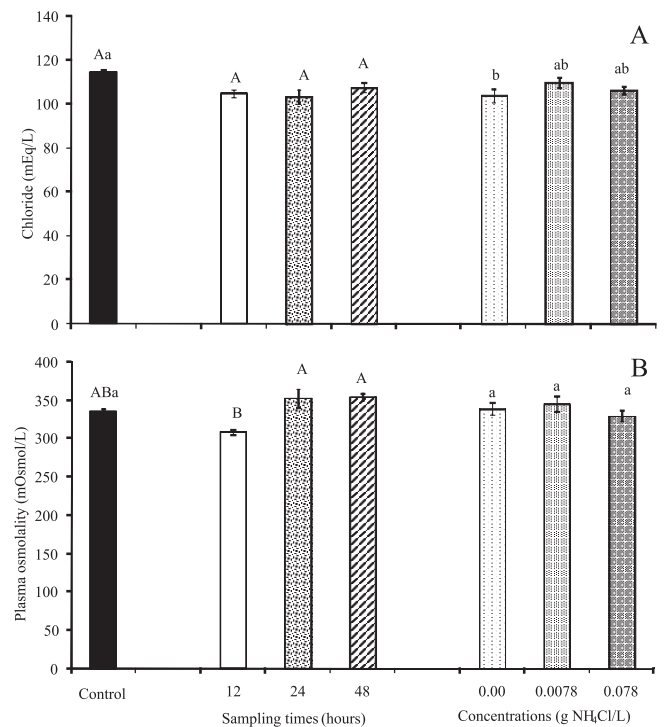 A
Chloride (mEq/L)
140
120
100
80
60
40
20
0
Aa
A
A
A
b
ab
ab
B
Plasma osmolality (mOsmol/L)
400
350
300
250
200
150
100
50
0
ABa
B
A
A
a
a
a
Control
12
24
48
0.00
0.0078
0.078
Sampling times (hours)
Concentrations (g NH4Cl/L)